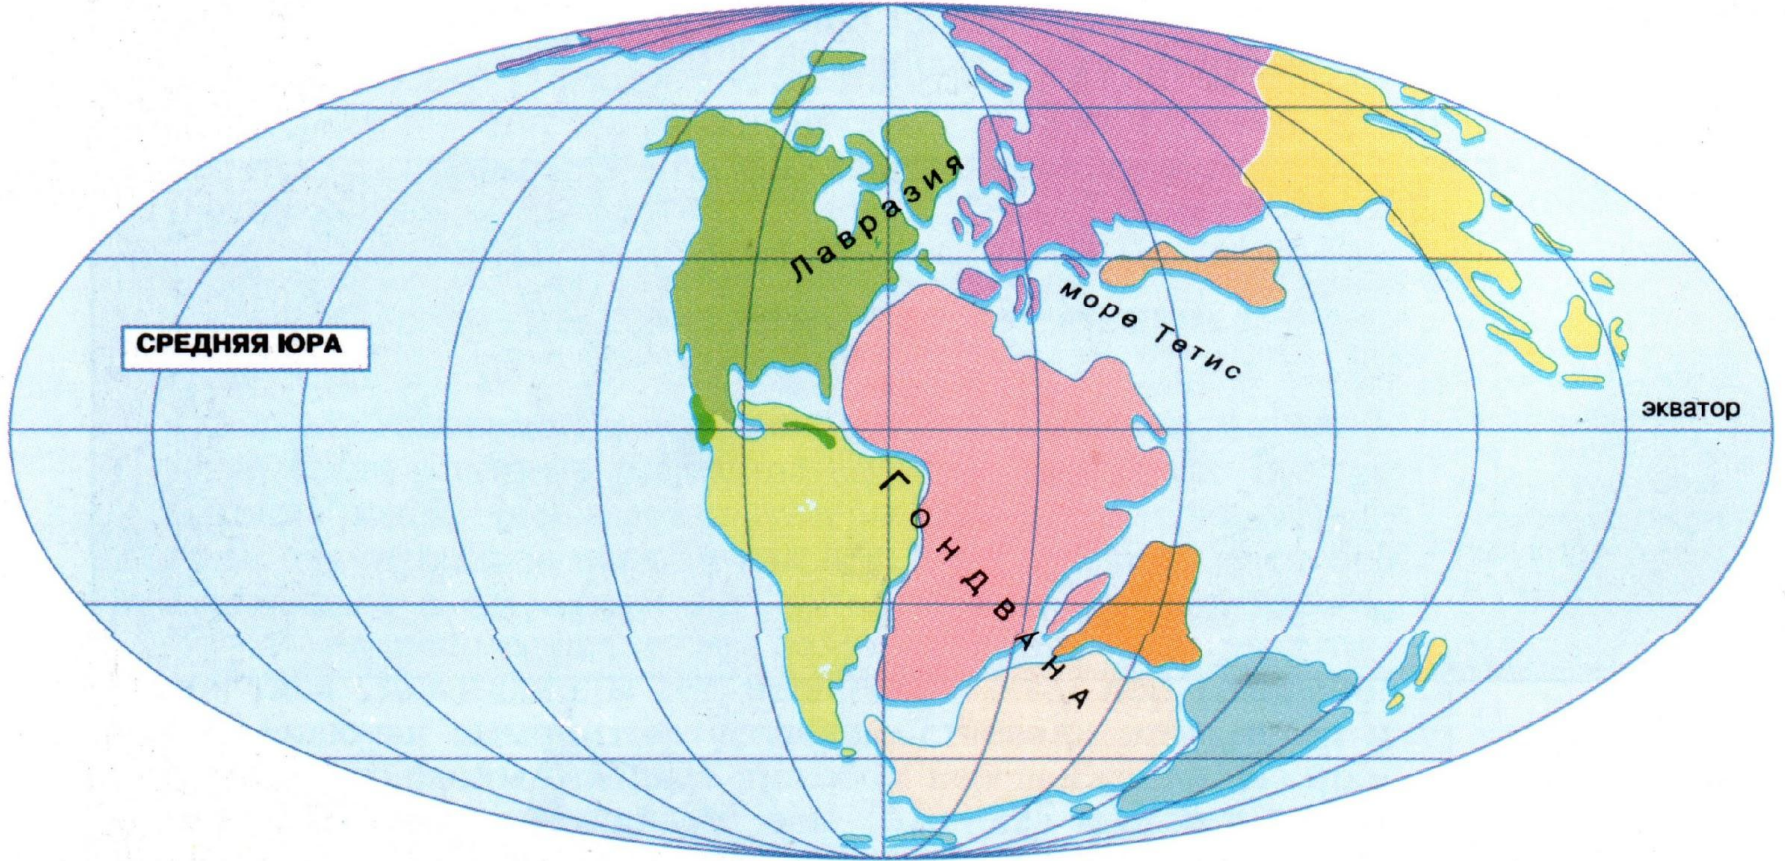 Лавразия
море Тетис
СРЕДНЯЯ ЮРА
экватор
Гондвана